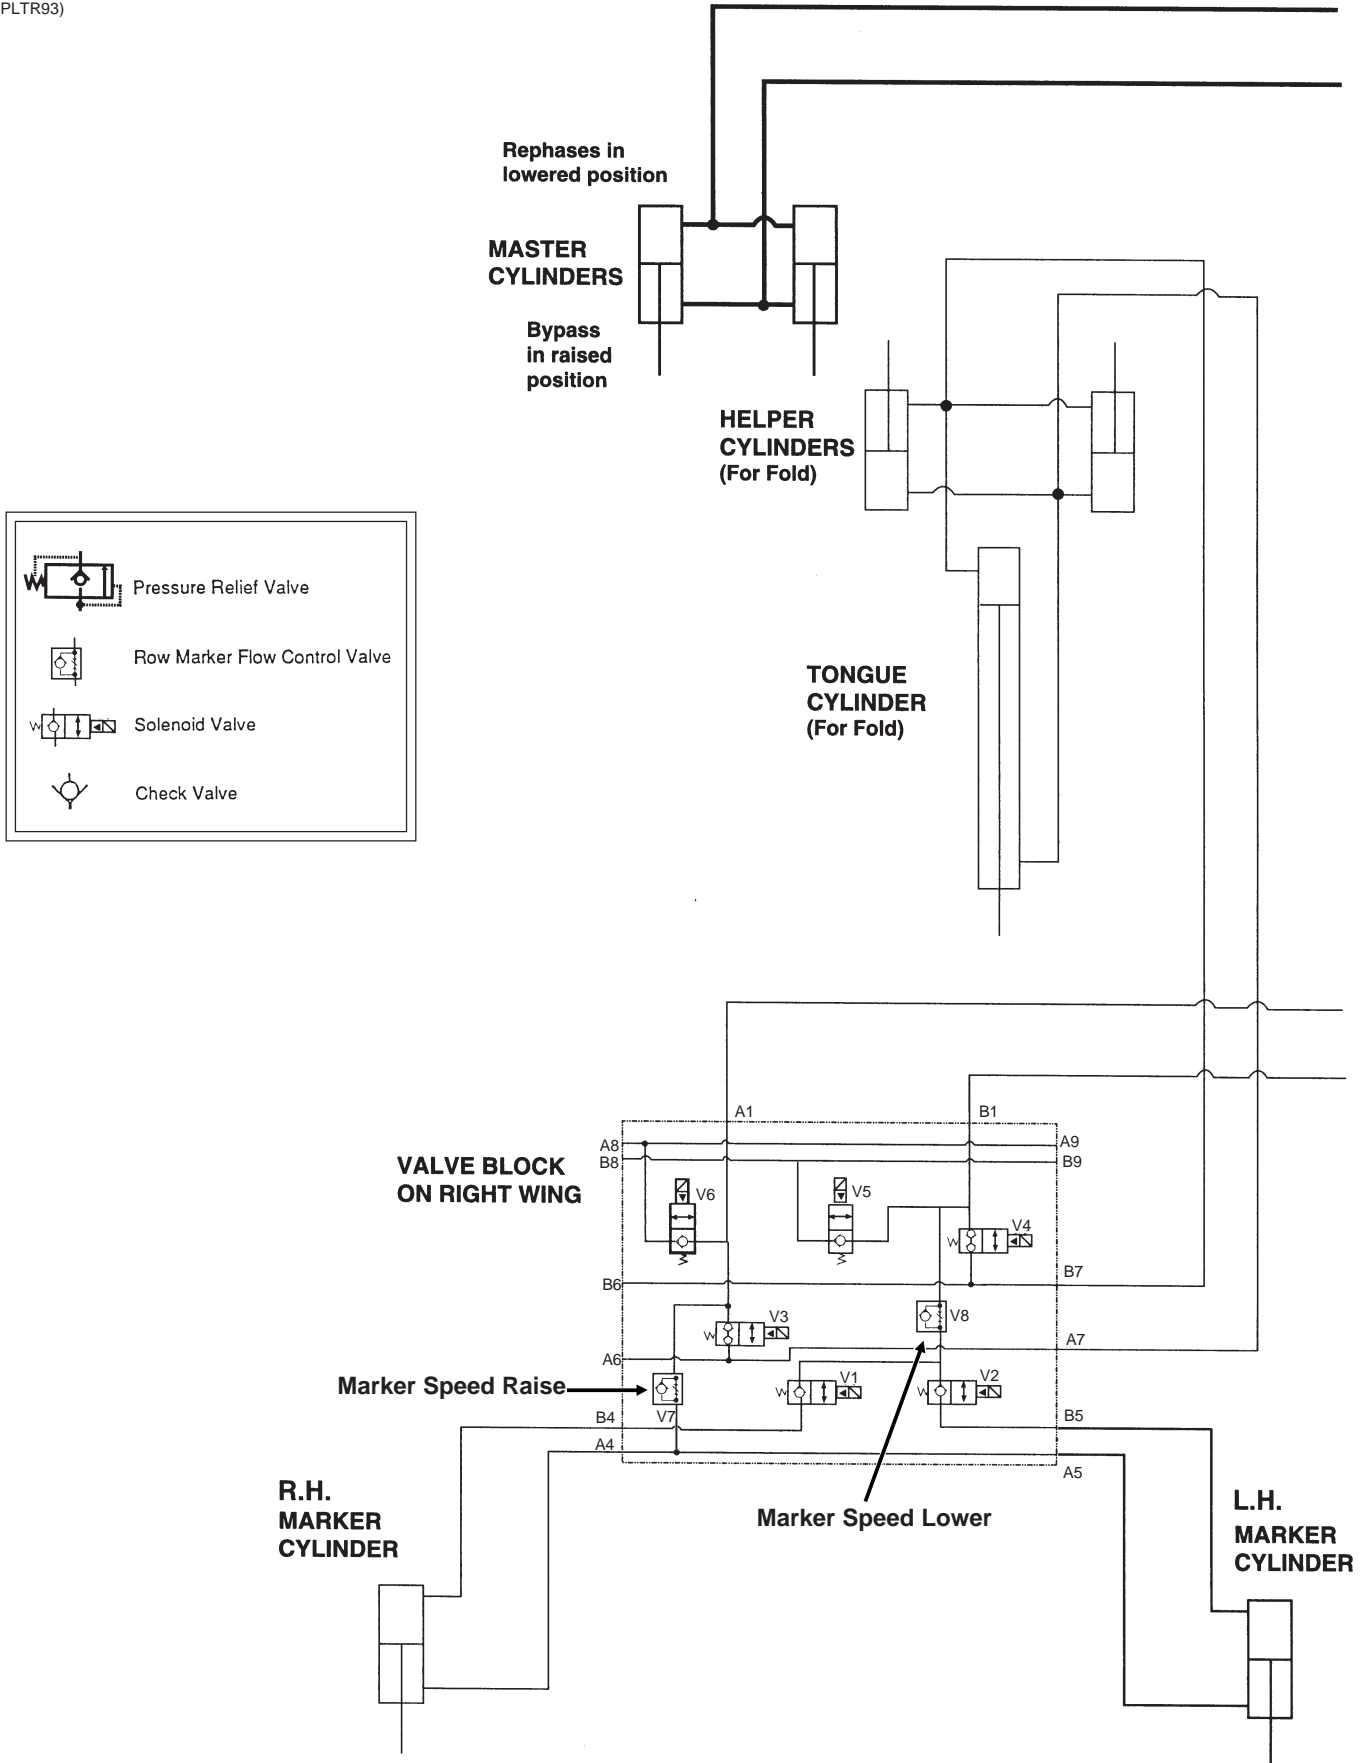 PLTR93)
Rephases in
lowered position
MASTER
CYLINDERS
Bypass
in raised
position
HELPER
CYLINDERS
(For Fold)
Pressure Relief Valve
Row Marker Flow Control Valve
Solenoid Valve
Check Valve
TONGUE
CYLINDER
(For Fold)
A1
B1
A8
A9
B8
B9
VALVE BLOCK
ON RIGHT WING
V6
V5
V4
B6
B7
V3
V8
A6
A7
Marker Speed Raise
V1
V2
B4
V7
B5
A4
A5
R.H.
MARKER
CYLINDER
Marker Speed Lower
L.H.
MARKER
CYLINDER